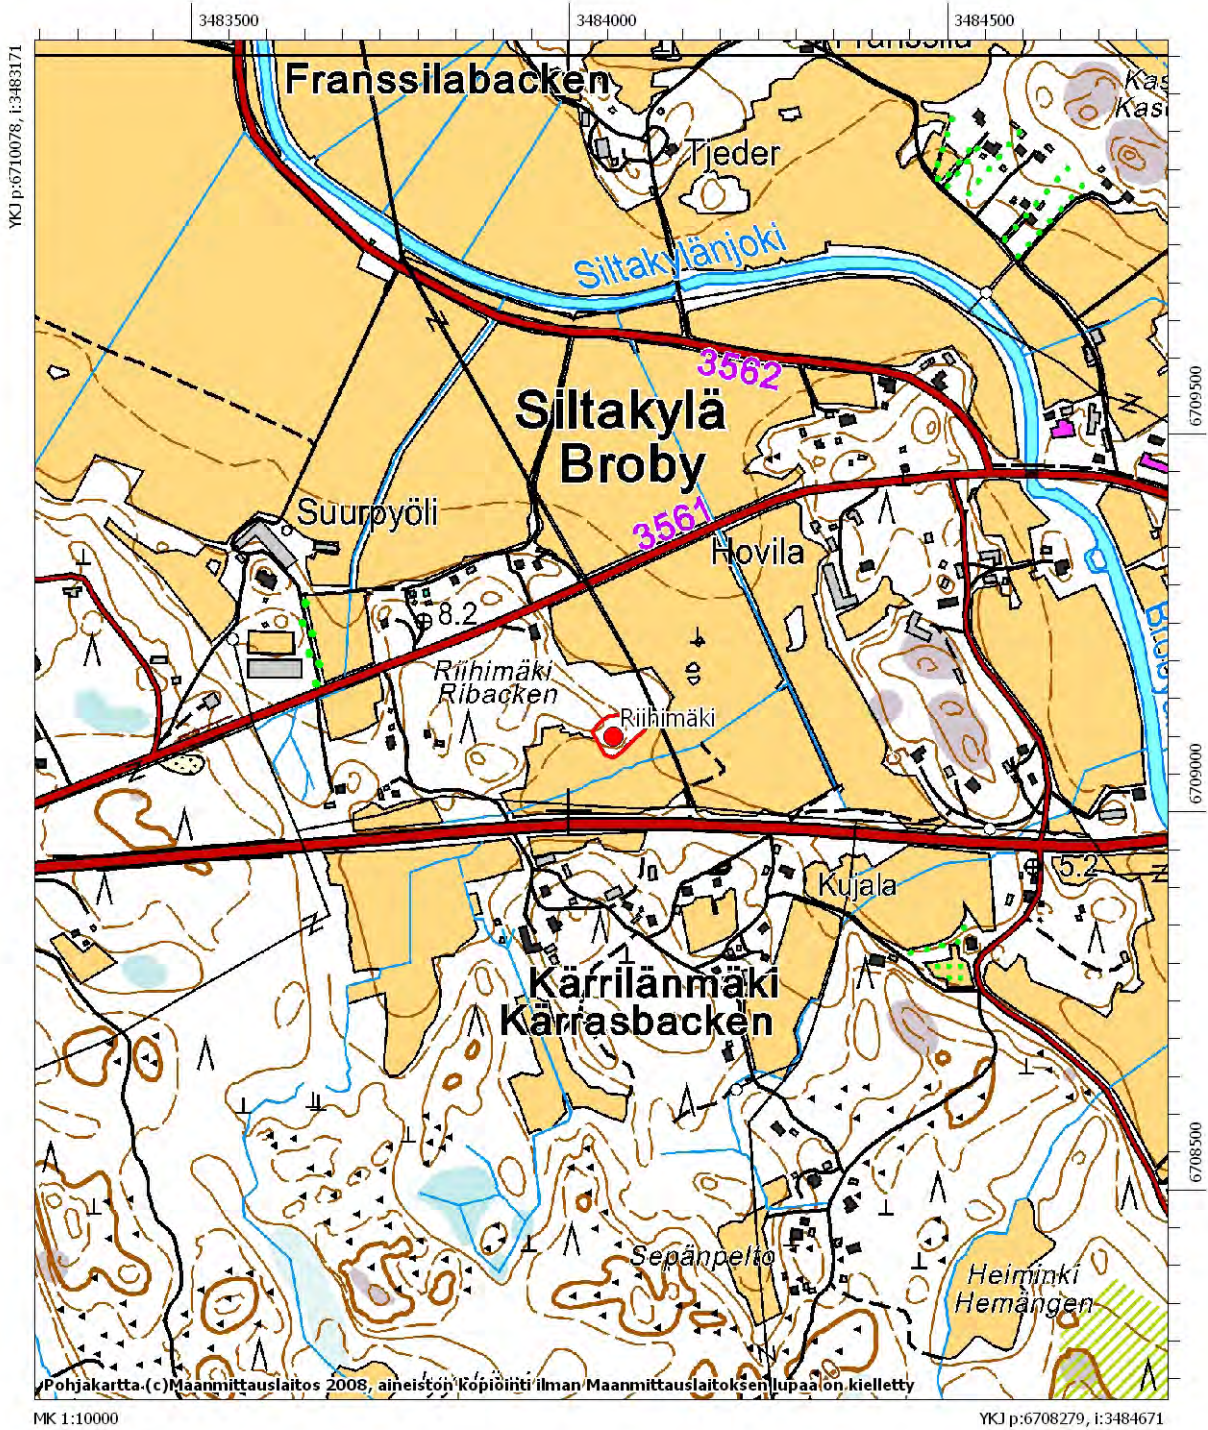 3483500
3484000
3484500
YKJ p:6710078, i:3483171
Franssila
Franssilabacken
Tjeder
Siltakylänjoki
3562
Siltakylä
Broby
6709500
Suurpyöli
3561
Hovila
8.2
Riihimäki
Ribacken
Riihimäki
6709000
Kujala
5.2
Kärrilänmäki
Kärrasbacken
6708500
Sepänpelto
Heiminki
Hemängen
Pohjakartta (c)Maanmittauslaitos 2008, aineiston kopiointi ilman Maanmittauslaitoksen lupaa on kielletty
MK 1:10000
YKJ p:6708279, i:3484671